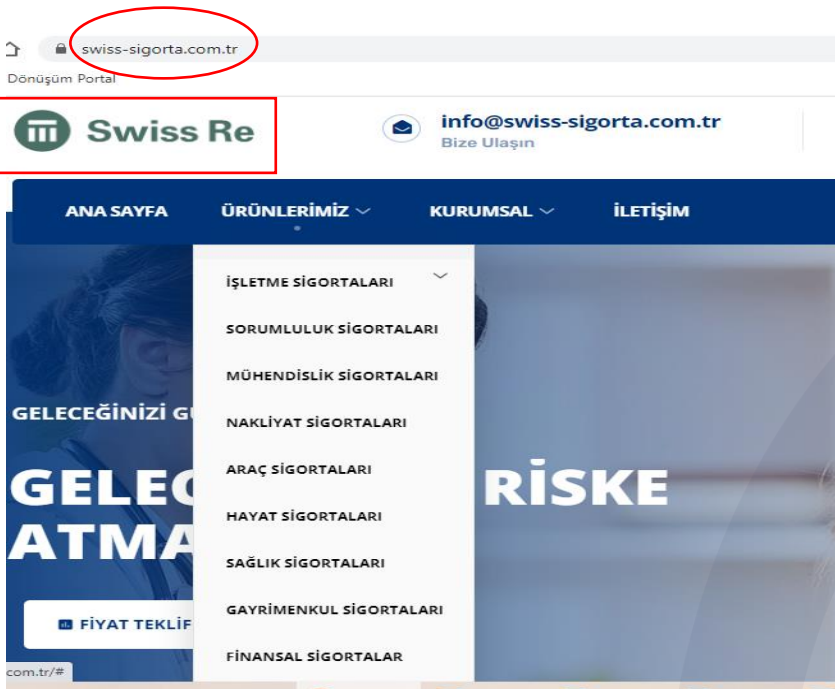 swiss-sigorta.com.tr
Dönüşüm Portal
Swiss Re
info@swiss-sigorta.com.tr
Bize Ulaşın
ANA SAYFA ÜRÜNLERİMİZ KURUMSAL İLETİŞİM
İŞLETME SİGORTALARI
SORUMLULUK SİGORTALARI
MÜHENDİSLİK SİGORTALARI
GELECEĞİNİZİ
NAKLİYAT SİGORTALARI
ARAÇ SİGORTALARI
RİSKE
HAYAT SİGORTALARI
SAĞLIK SİGORTALARI
GAYRİMENKUL SİGORTALARI
FİYAT TEKLİF
FİNANSAL SİGORTALAR
com.tr/#